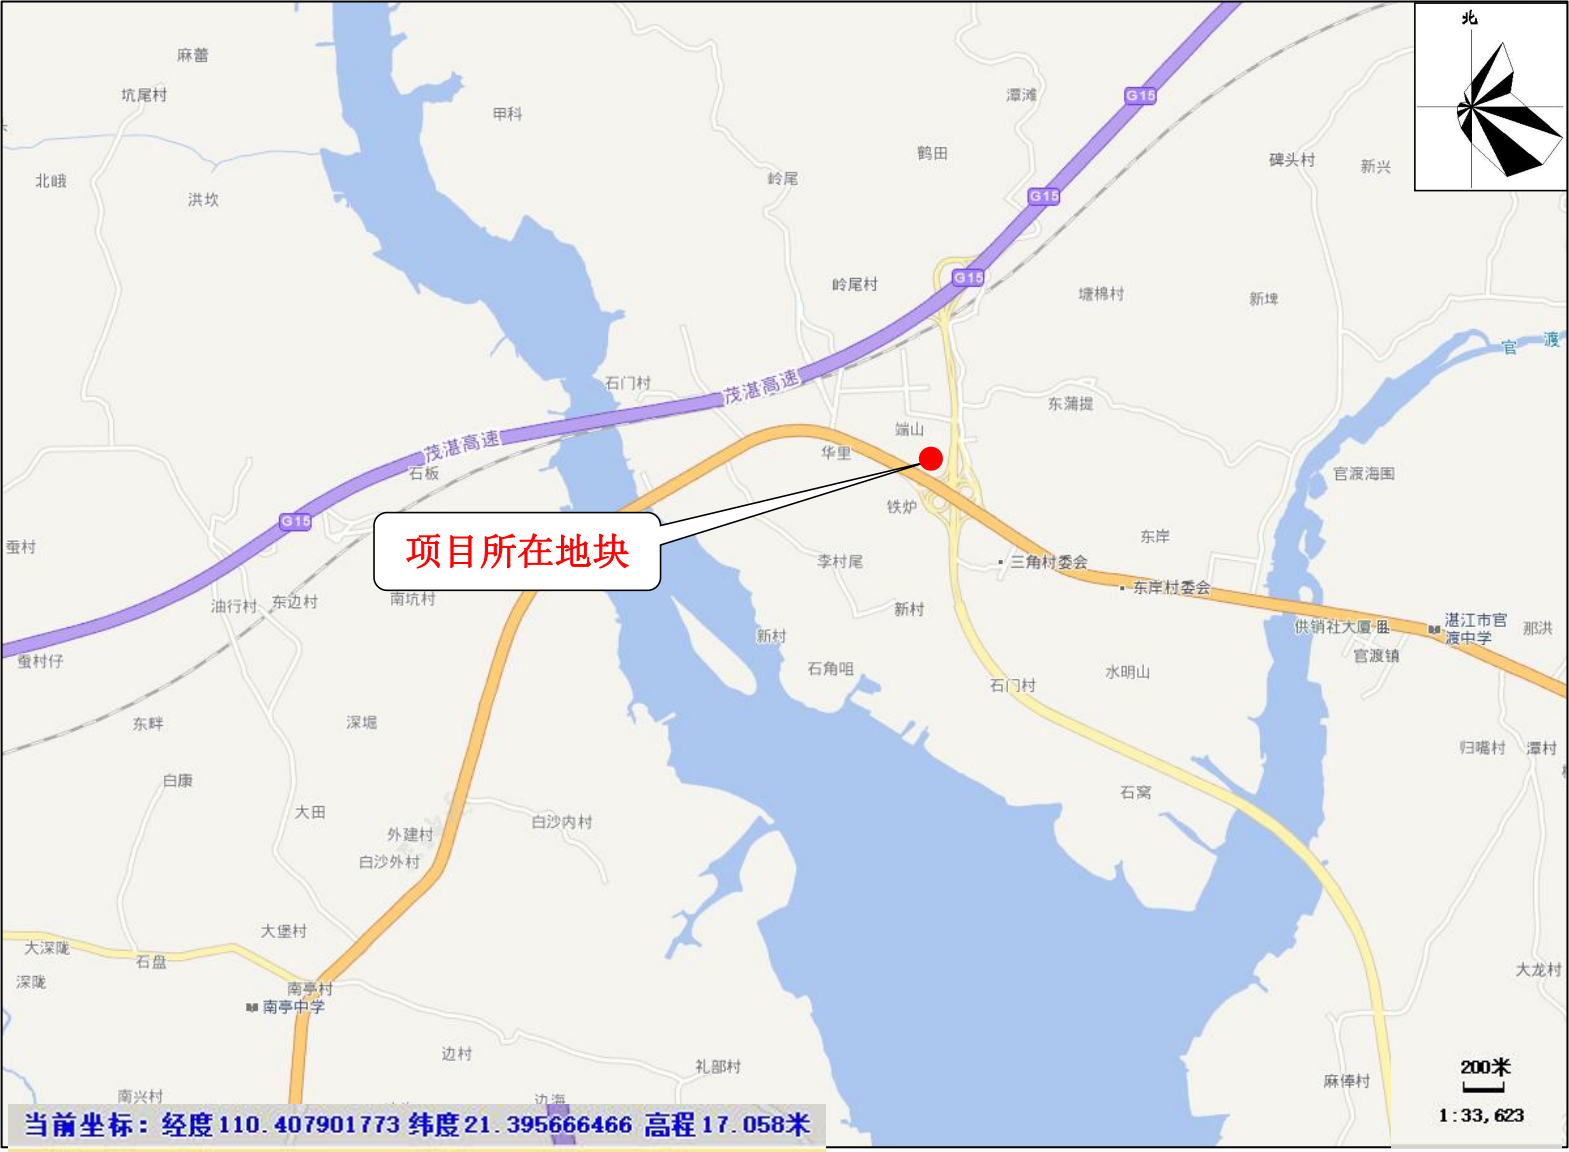 北
麻蕾
坑尾村
甲科
潭滩
G15
鹤田
碑头村
新兴
北峨
洪坎
岭尾
G15
G15
岭尾村
塘棉村
新埤
官 渡
石门村
茂湛高速
东蒲提
端山
华里
茂湛高速
石板
官渡海围
铁炉
G15
项目所在地块
东岸
李村尾
三角村委会
东岸村委会
蚕村
油行村
东边村
南坑村
新村
新村
供销社大厦
湛江市官
渡中学
那洪
官渡镇
蚕村仔
石角咀
水明山
石门村
东畔
深堀
归嘴村
潭村
白康
石窝
大田
外建村
白沙内村
白沙外村
大堡村
大深陇
石盘
深陇
南亭村
南亭中学
大龙村
边村
礼部村
麻俸村
200米
南兴村
边海
1:33,623
当前坐标：经度110.407901773 纬度21.395666466 高程17.058米